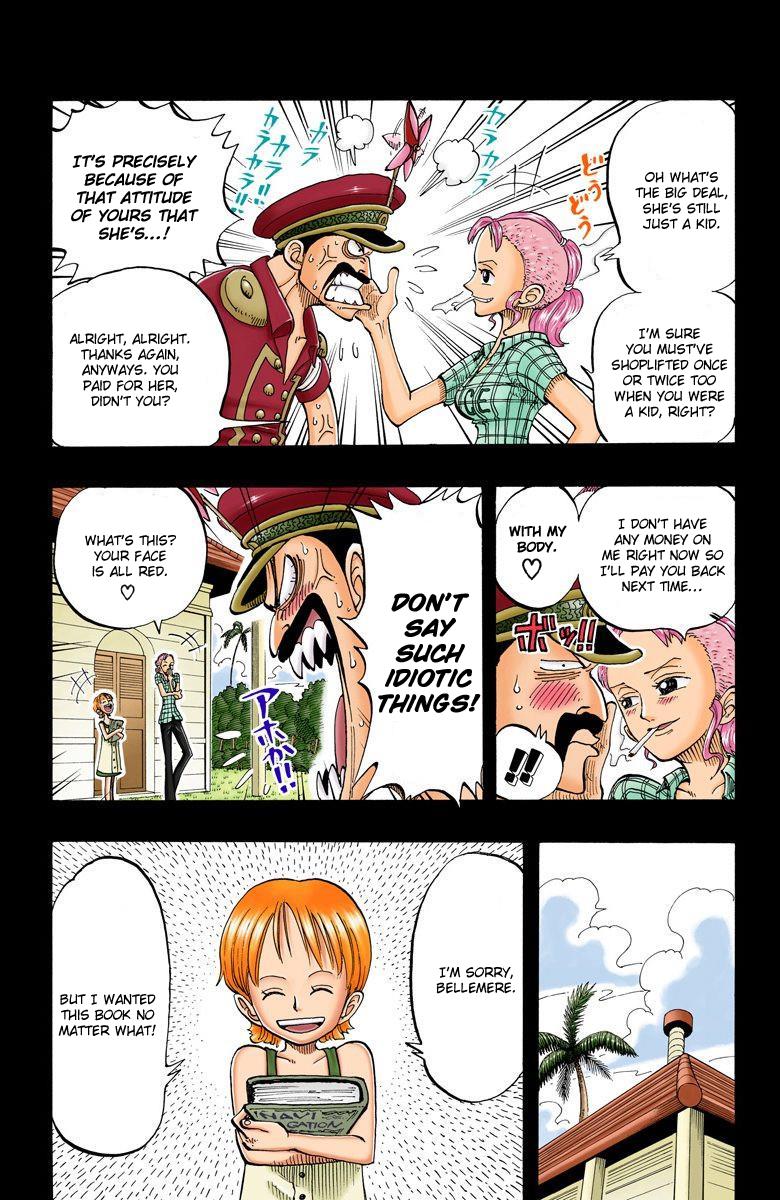 OH WHAT'S
THE BIG DEAL,
SHE'S STILL
JUST A KID.
I'M SURE
YOU MUST'VE
SHOPLIFTED ONCE
OR TWICE TOO
WHEN YOU WERE
A KID, RIGHT?
どうどう
カラカラ
カラカラ!!
カラカラ!!
IT'S PRECISELY
BECAUSE OF
THAT ATTITUDE
OF YOURS THAT
SHE'S...!
ALRIGHT, ALRIGHT.
THANKS AGAIN,
ANYWAYS. YOU
PAID FOR HER,
DIDN'T YOU?
CE
I DON'T HAVE
ANY MONEY ON
ME RIGHT NOW SO
I'LL PAY YOU BACK
NEXT TIME...
WITH MY
BODY.
♡
ボッ!!
!!
DON'T
SAY
SUCH
IDIOTIC
THINGS!
アホか!!
WHAT'S THIS?
YOUR FACE
IS ALL RED.
♡
I'M SORRY,
BELLEMERE.
BUT I WANTED
THIS BOOK NO
MATTER WHAT!
NAVI
GATION